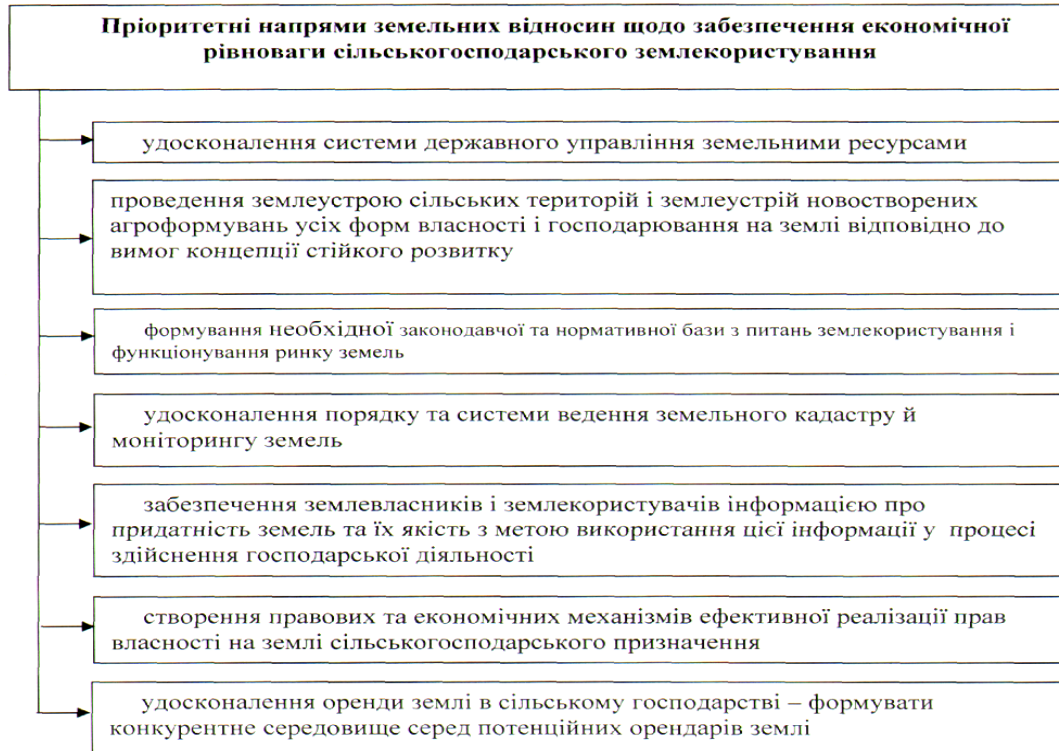 Пріоритетні напрями земельних відносин щодо забезпечення економічної
рівноваги сільськогосподарського землекористування
удосконалення системи державного управління земельними ресурсами
проведення землеустрою сільських територій і землеустрій новостворених
агроформувань усіх форм власності і господарювання на землі відповідно до
вимог концепції стійкого розвитку
формування необхідної законодавчої та нормативної бази з питань землекористування і
функціонування ринку земель
удосконалення порядку та системи ведення земельного кадастру й
моніторингу земель
забезпечення землевласників і землекористувачів інформацією про
придатність земель та їх якість з метою використання цієї інформації у процесі
здійснення господарської діяльності
створення правових та економічних механізмів ефективної реалізації прав
власності на землі сільськогосподарського призначення
удосконалення оренди землі в сільському господарстві – формувати
конкурентне середовище серед потенційних орендарів землі